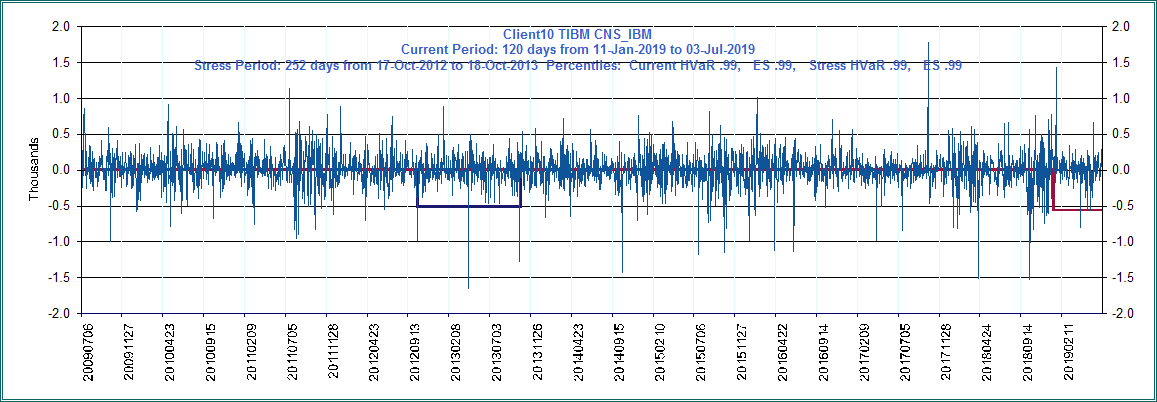 Client10 TIBM CNS_IBM
Current Period: 120 days from 11-Jan-2019 to 03-Jul-2019
Stress Period: 252 days from 17-Oct-2012 to 18-Oct-2013 Percentiles: Current HVaR .99, ES .99, Stress HVaR .99, ES .99
2.0 2.0
1.5 1.5
1.0 1.0
0.5 0.5
0.0 0.0
-0.5 -0.5
-1.0 -1.0
-1.5 -1.5
-2.0 -2.0
Thousands
20090706 20091127 20100423 20100915 20110209 20110705 20111128 20120423 20120913 20130208 20130703 20131126 20140423 20140915 20150210 20150706 20151127 20160422 20160914 20170209 20170705 20171128 20180424 20180914 20190211